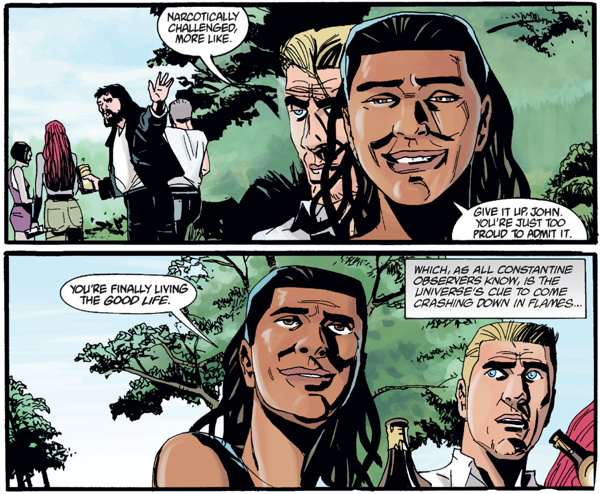 NARCOTICALLY
CHALLENGED,
MORE LIKE.
GIVE IT UP, JOHN.
YOU'RE JUST TOO
PROUD TO ADMIT IT.
YOU'RE FINALLY LIVING
THE GOOD LIFE.
WHICH, AS ALL CONSTANTINE
OBSERVERS KNOW, IS THE
UNIVERSE'S CUE TO COME
CRASHING DOWN IN FLAMES...